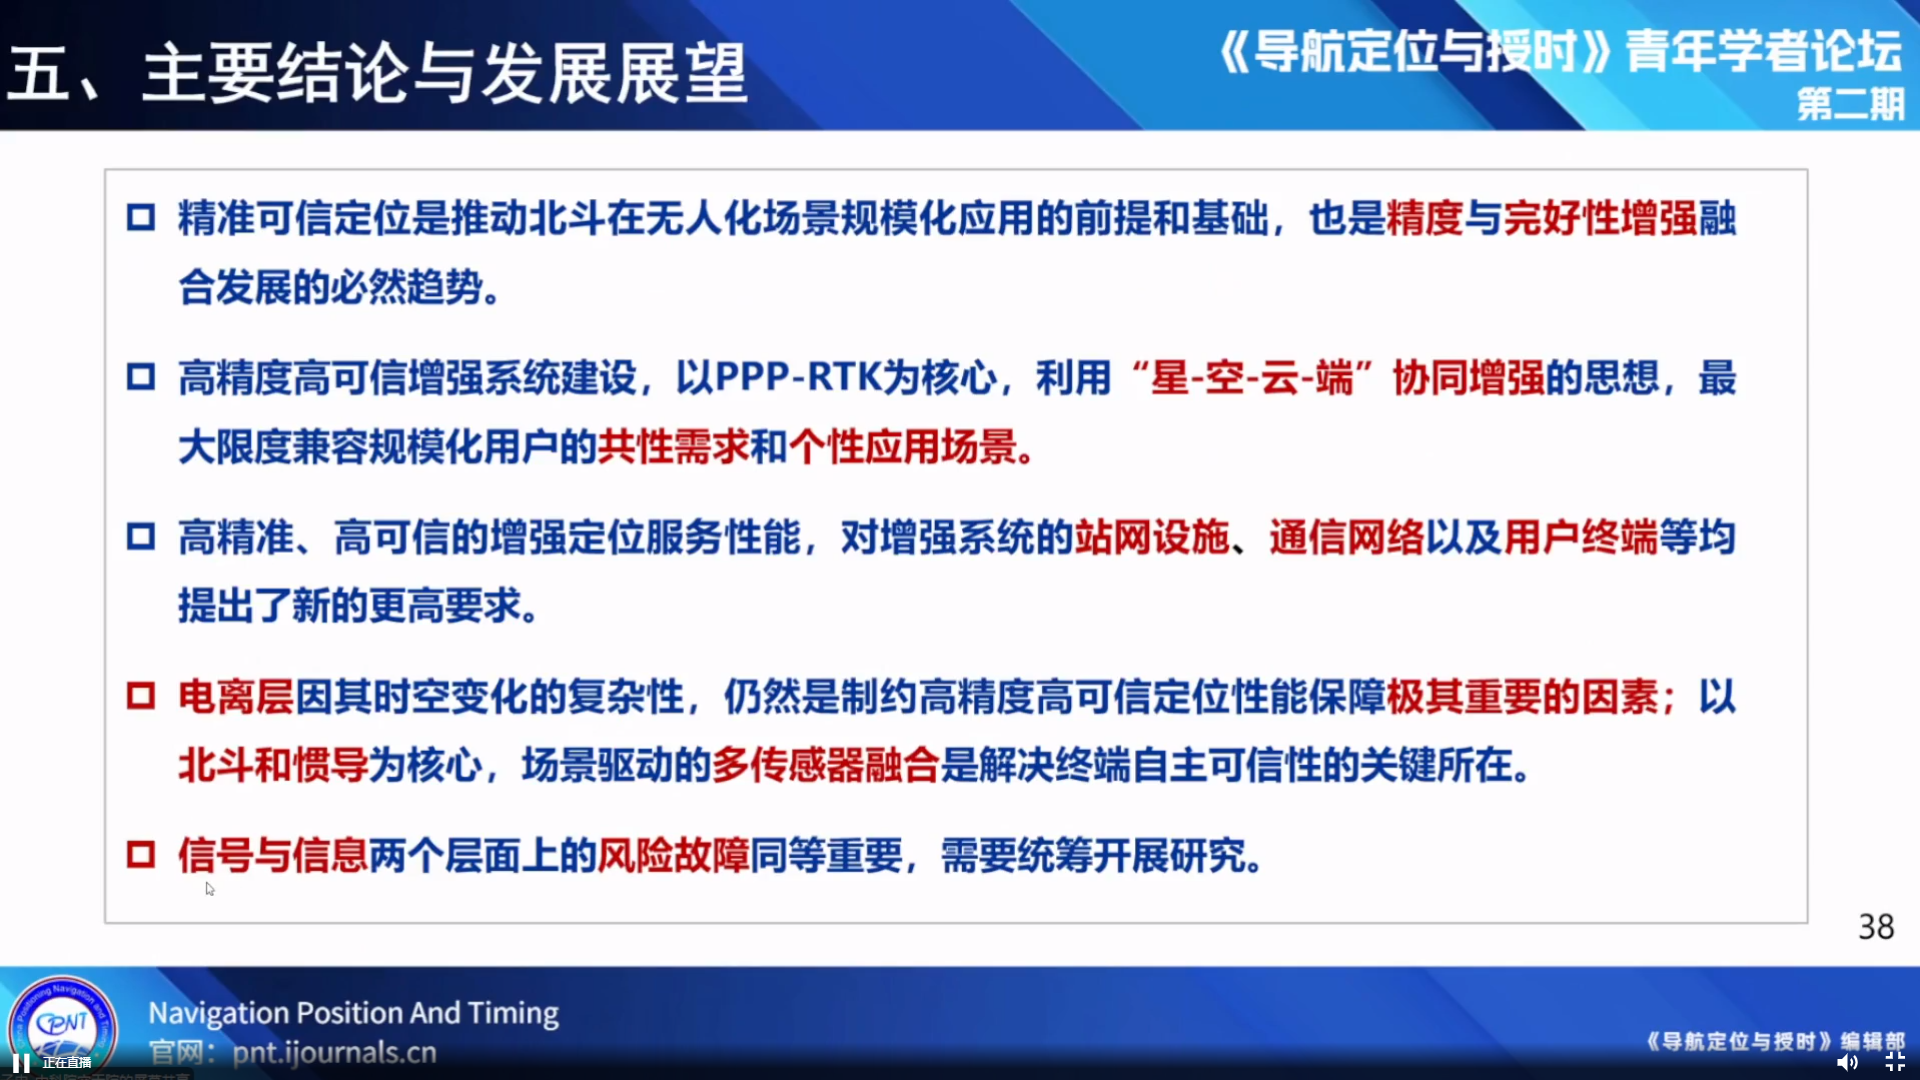 五、主要结论与发展展望
《导航定位与授时》青年学者论坛
第二期
精准可信定位是推动北斗在无人化场景规模化应用的前提和基础，也是精度与完好性增强融
合发展的必然趋势。
高精度高可信增强系统建设，以PPP-RTK为核心，利用“星-空-云-端”协同增强的思想，最
大限度兼容规模化用户的共性需求和个性应用场景。
高精准、高可信的增强定位服务性能，对增强系统的站网设施、通信网络以及用户终端等均
提出了新的更高要求。
电离层因其时空变化的复杂性，仍然是制约高精度高可信定位性能保障极其重要的因素；以
北斗和惯导为核心，场景驱动的多传感器融合是解决终端自主可信性的关键所在。
信号与信息两个层面上的风险故障同等重要，需要统筹开展研究。
38
CPNT
Navigation Position And Timing
官网：pnt.ijournals.cn
《导航定位与授时》编辑部
正在直播